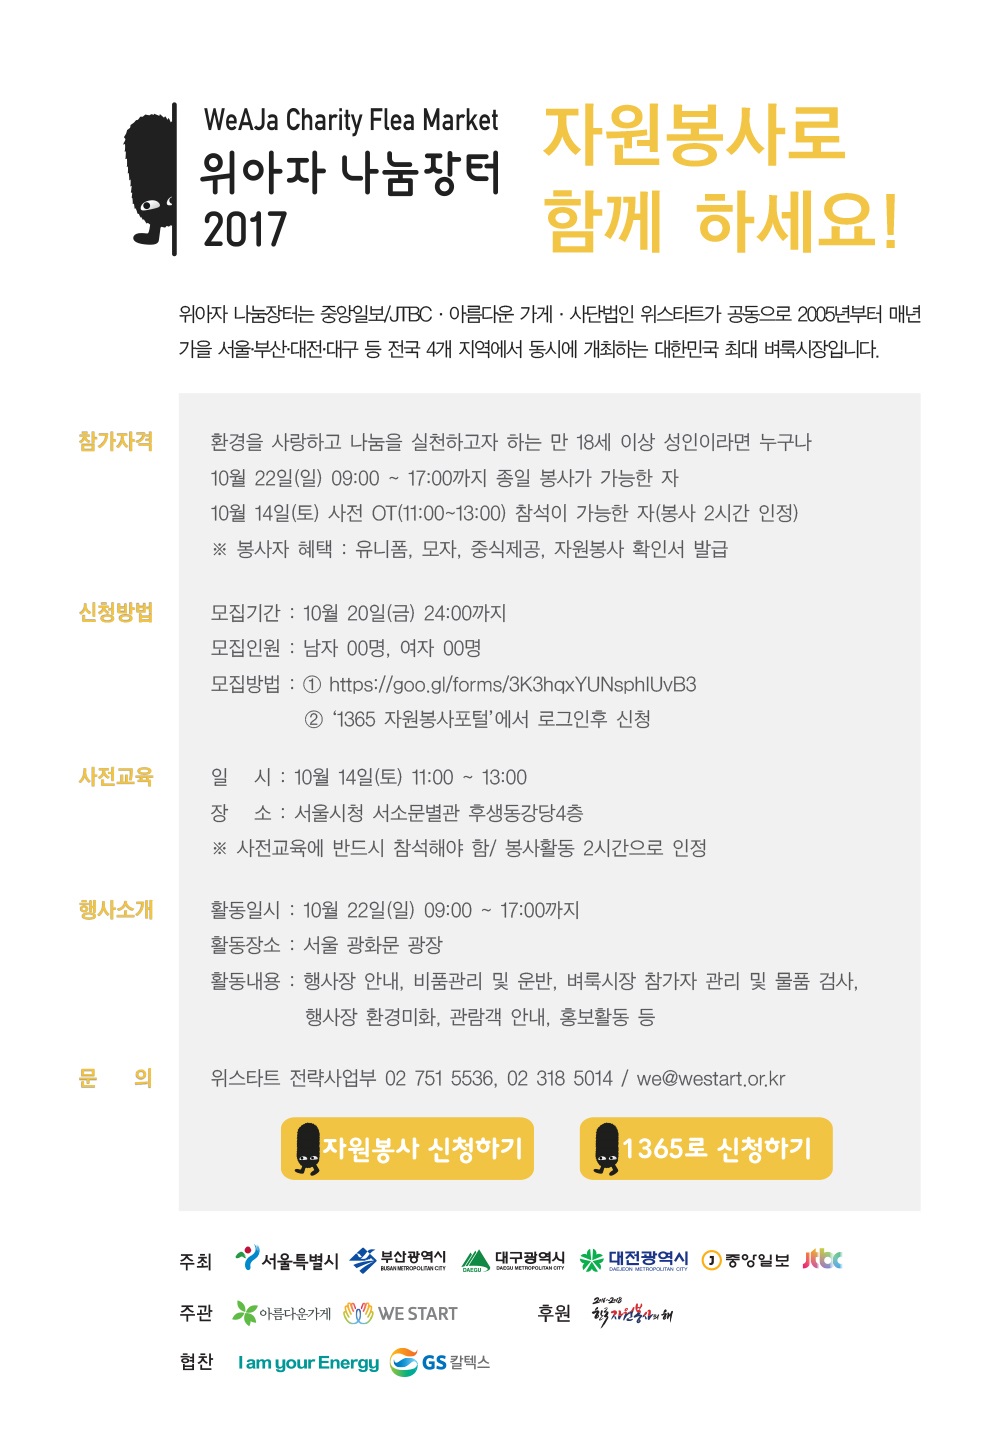 WeAJa Charity Flea Market
위아자 나눔장터
2017
자원봉사로
함께 하세요!
위아자 나눔장터는 중앙일보/JTBC · 아름다운 가게 · 사단법인 위스타트가 공동으로 2005년부터 매년
가을 서울·부산·대전·대구 등 전국 4개 지역에서 동시에 개최하는 대한민국 최대 벼룩시장입니다.
참가자격
환경을 사랑하고 나눔을 실천하고자 하는 만 18세 이상 성인이라면 누구나
10월 22일(일) 09:00 ~ 17:00까지 종일 봉사가 가능한 자
10월 14일(토) 사전 OT(11:00~13:00) 참석이 가능한 자(봉사 2시간 인정)
※ 봉사자 혜택 : 유니폼, 모자, 중식제공, 자원봉사 확인서 발급
신청방법
모집기간 : 10월 20일(금) 24:00까지
모집인원 : 남자 00명, 여자 00명
모집방법 : ① https://goo.gl/forms/3K3hqxYUNsphIUvB3
② ‘1365 자원봉사포털’에서 로그인후 신청
사전교육
일 시 : 10월 14일(토) 11:00 ~ 13:00
장 소 : 서울시청 서소문별관 후생동강당4층
※ 사전교육에 반드시 참석해야 함/ 봉사활동 2시간으로 인정
행사소개
활동일시 : 10월 22일(일) 09:00 ~ 17:00까지
활동장소 : 서울 광화문 광장
활동내용 : 행사장 안내, 비품관리 및 운반, 벼룩시장 참가자 관리 및 물품 검사,
행사장 환경미화, 관람객 안내, 홍보활동 등
문 의
위스타트 전략사업부 02 751 5536, 02 318 5014 / we@westart.or.kr
자원봉사 신청하기
1365로 신청하기
주최
서울특별시
부산광역시
BUSAN METROPOLITAN CITY
DAEGU
대구광역시
DAEGU METROPOLITAN CITY
대전광역시
DAEJEON METROPOLITAN CITY
J 중앙일보
jtbc
주관
아름다운가게
WE START
후원
2016~2018
한국 자원봉사의 해
협찬
I am your Energy
GS 칼텍스